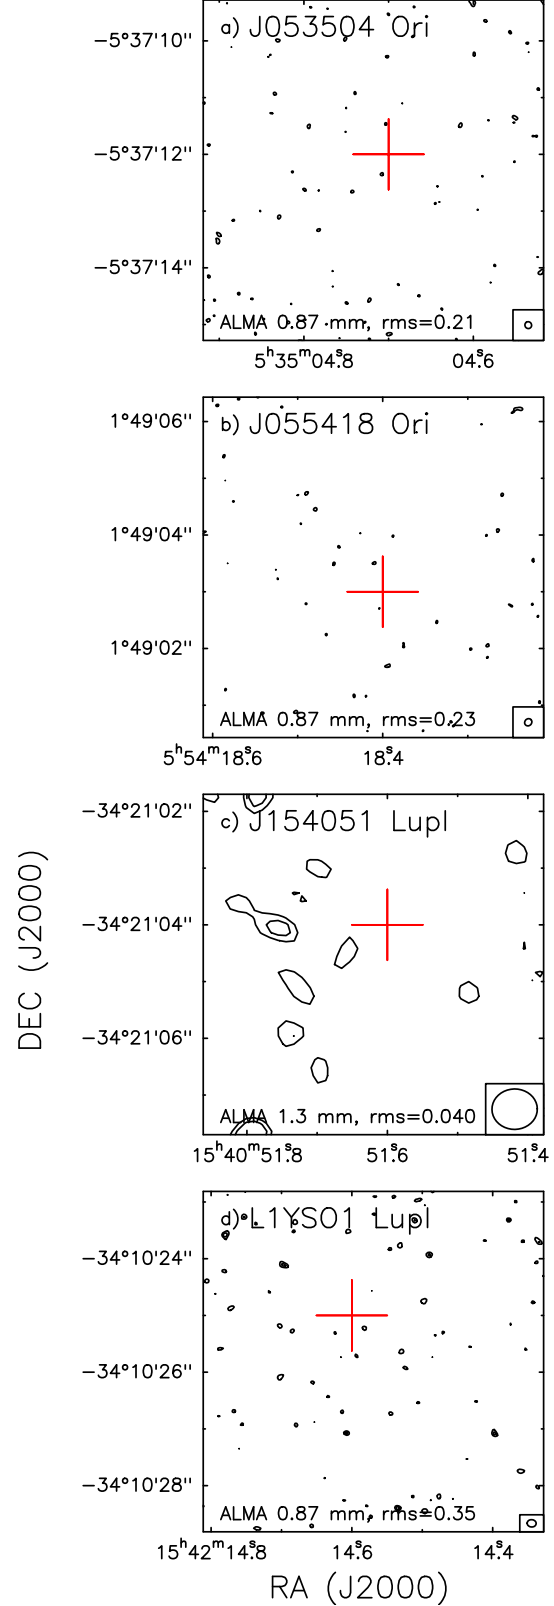 a) J053504 Ori
−5°37'10"
−5°37'12"
−5°37'14"
ALMA 0.87 mm, rms=0.21
5ʰ35ᵐ04ˢ.8 04ˢ.6
b) J055418 Ori
1°49'06"
1°49'04"
1°49'02"
ALMA 0.87 mm, rms=0.23
5ʰ54ᵐ18ˢ.6 18ˢ.4
c) J154051 LupI
−34°21'02"
−34°21'04"
−34°21'06"
ALMA 1.3 mm, rms=0.040
15ʰ40ᵐ51ˢ.8 51ˢ.6 51ˢ.4
DEC (J2000)
d) L1YSO1 LupI
−34°10'24"
−34°10'26"
−34°10'28"
ALMA 0.87 mm, rms=0.35
15ʰ42ᵐ14ˢ.8 14ˢ.6 14ˢ.4
RA (J2000)